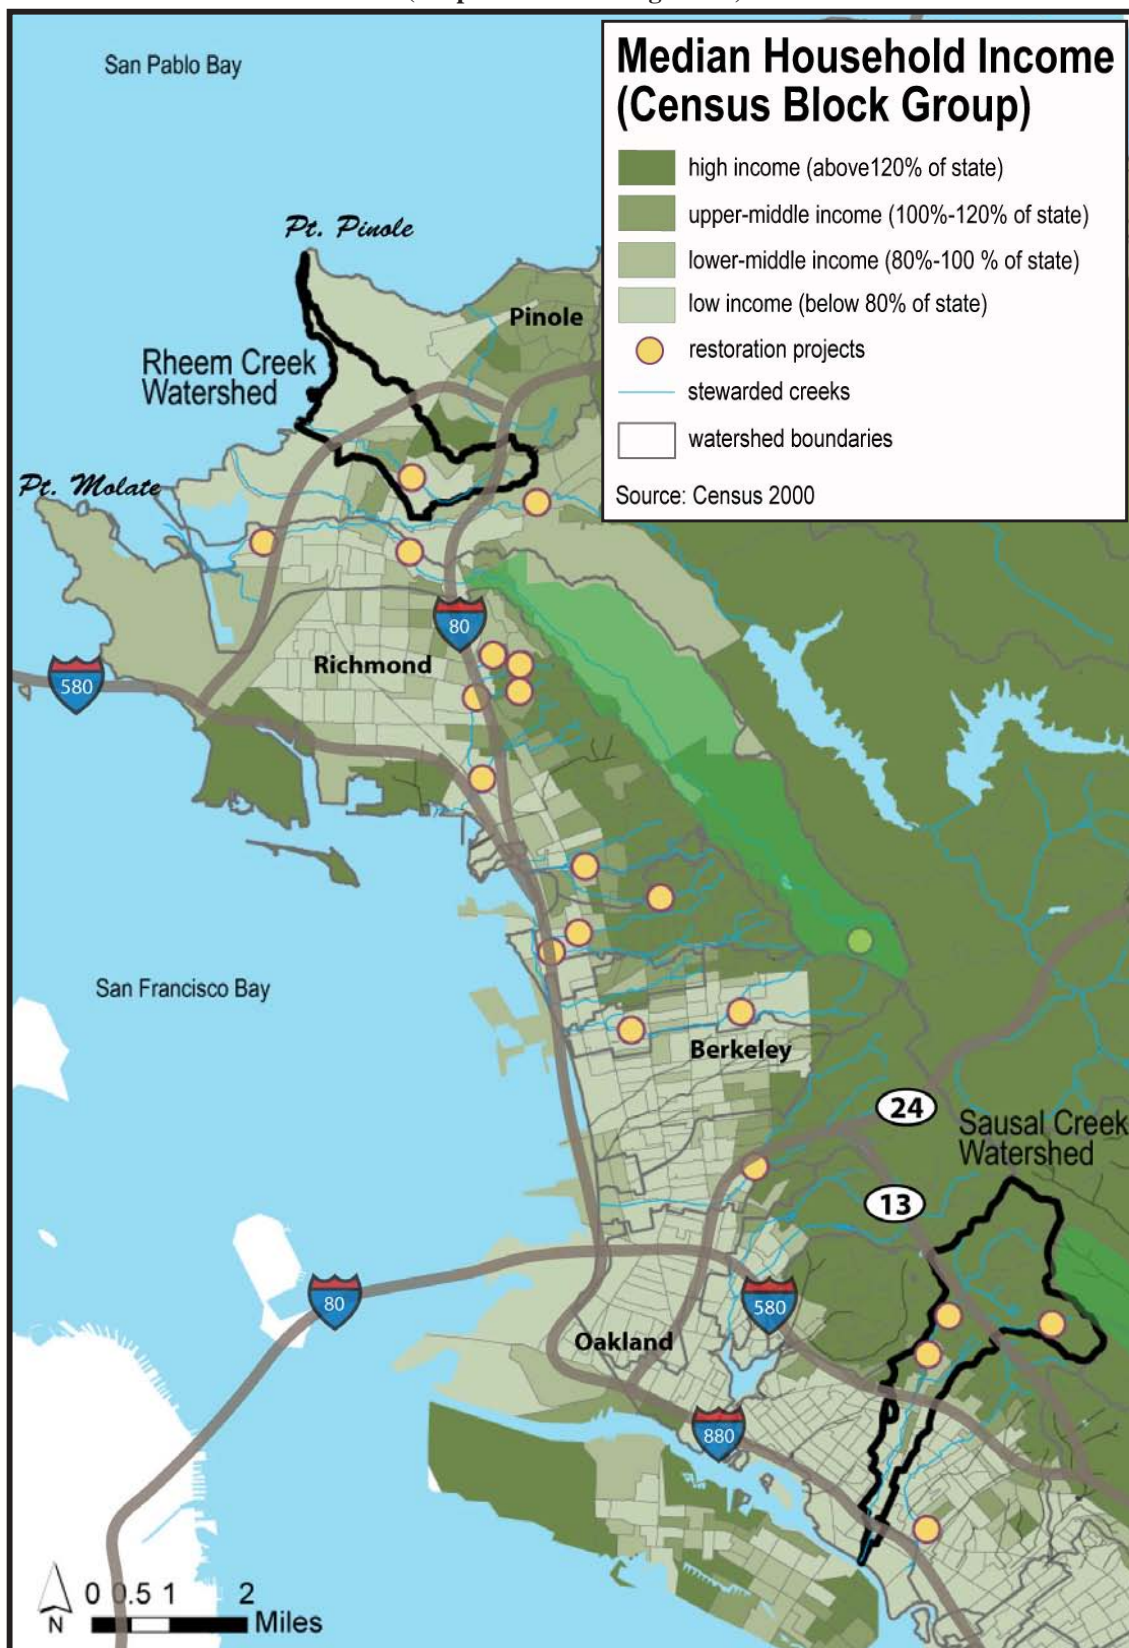 Median Household Income
(Census Block Group)
high income (above120% of state)
upper-middle income (100%-120% of state)
lower-middle income (80%-100 % of state)
low income (below 80% of state)
restoration projects
stewarded creeks
watershed boundaries
Source: Census 2000
San Pablo Bay
Pt. Pinole
Pinole
Rheem Creek
Watershed
Pt. Molate
80
Richmond
580
San Francisco Bay
Berkeley
24
Sausal Creek
Watershed
13
80
580
Oakland
880
N
0 0.5 1 2
Miles